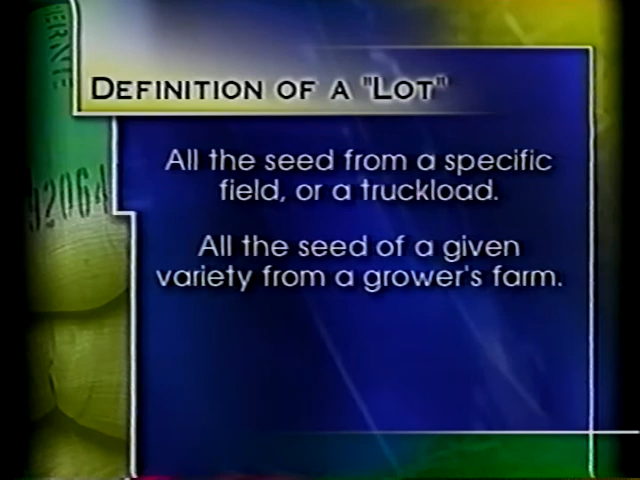 DEFINITION OF A "LOT"
All the seed from a specific
field, or a truckload.
All the seed of a given
variety from a grower's farm.
92064